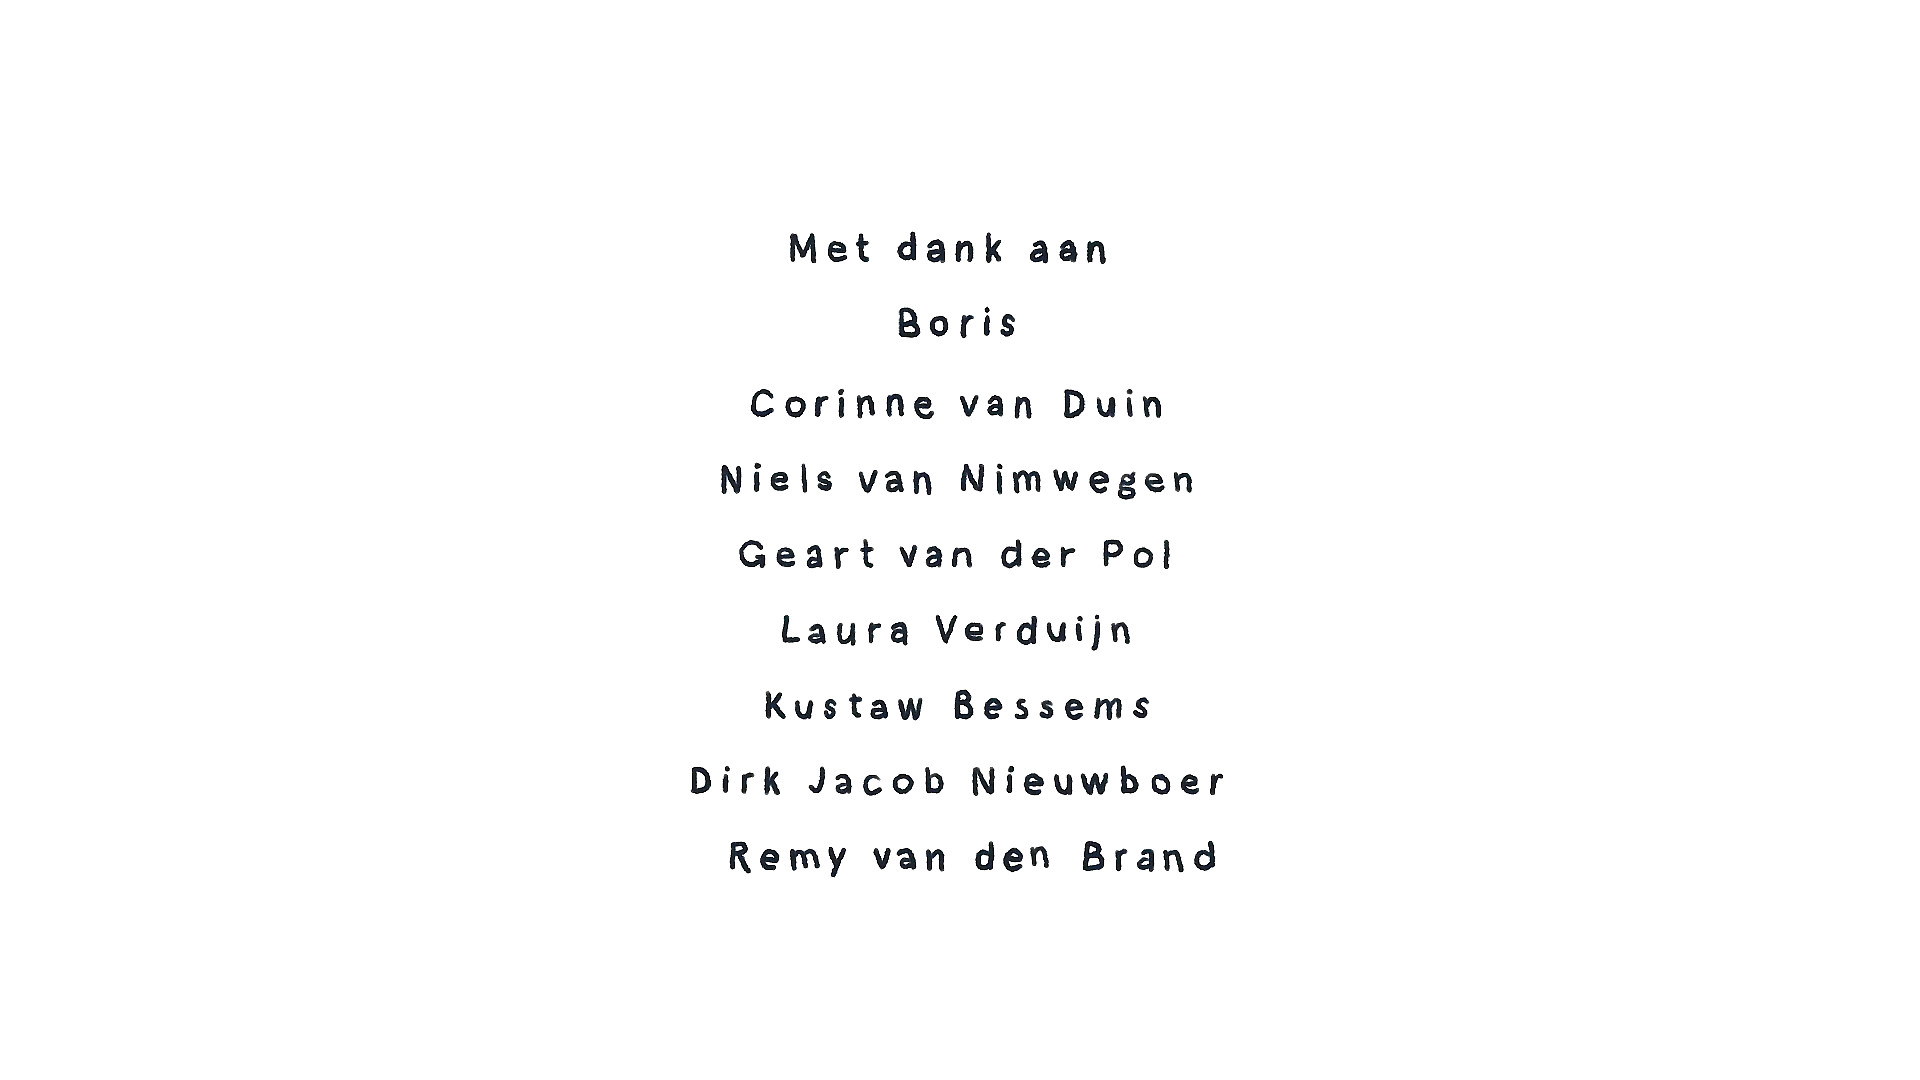 Met dank aan
Boris
Corinne van Duin
Niels van Nimwegen
Geart van der Pol
Laura Verduijn
Kustaw Bessems
Dirk Jacob Nieuwboer
Remy van den Brand